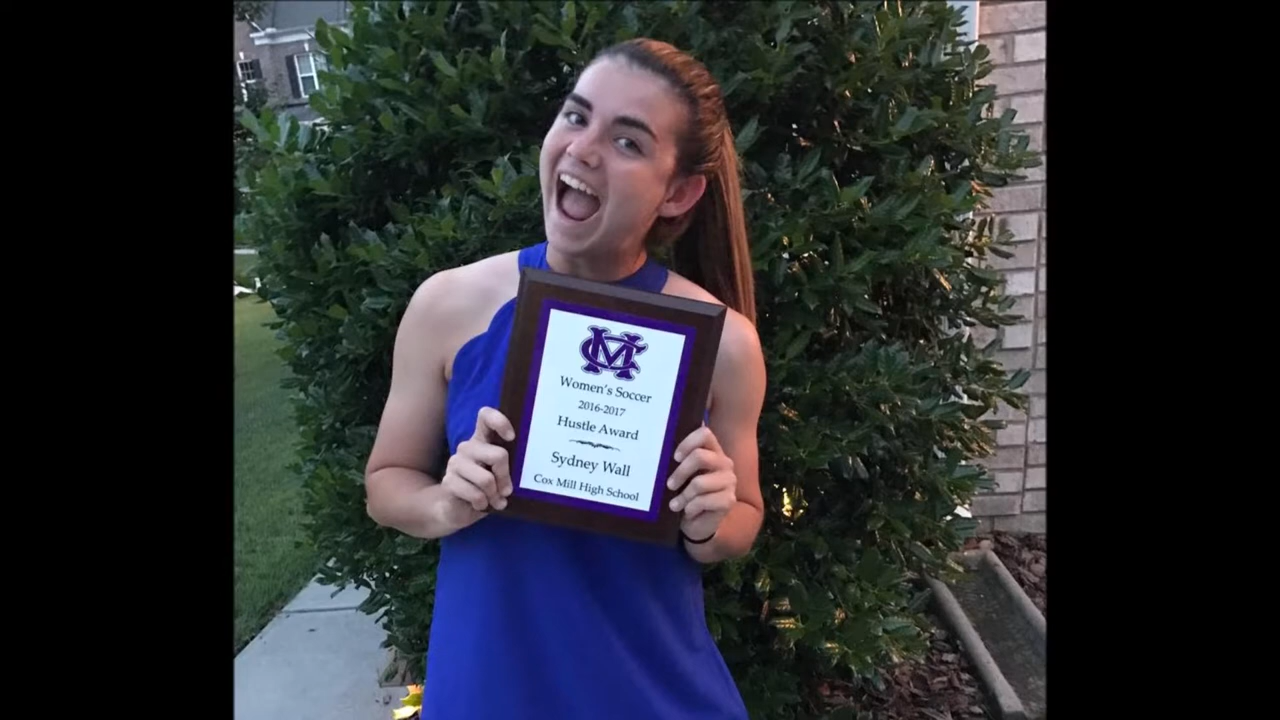 CM
Women's Soccer
2016-2017
Hustle Award
Sydney Wall
Cox Mill High School